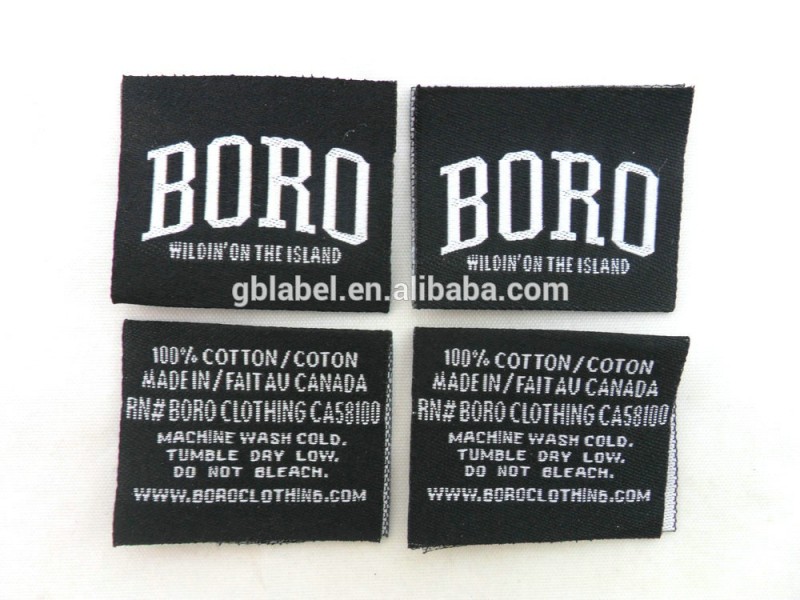 BORO
WILDIN' ON THE ISLAND
BORO
WILDIN' ON THE ISLAND
gblabel.en.alibaba.com
100% COTTON/COTON
MADE IN/FAIT AU CANADA
RN# BORO CLOTHING CA58100
MACHINE WASH COLD.
TUMBLE DRY LOW.
DO NOT BLEACH.
WWW.BOROCLOTHING.COM
100% COTTON/COTON
MADE IN/FAIT AU CANADA
RN# BORO CLOTHING CA58100
MACHINE WASH COLD.
TUMBLE DRY LOW.
DO NOT BLEACH.
WWW.BOROCLOTHING.COM